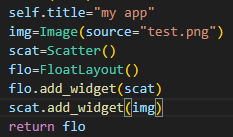 self.title="my app"
img=Image(source="test.png")
scat=Scatter()
flo=FloatLayout()
flo.add_widget(scat)
scat.add_widget(img)
return flo